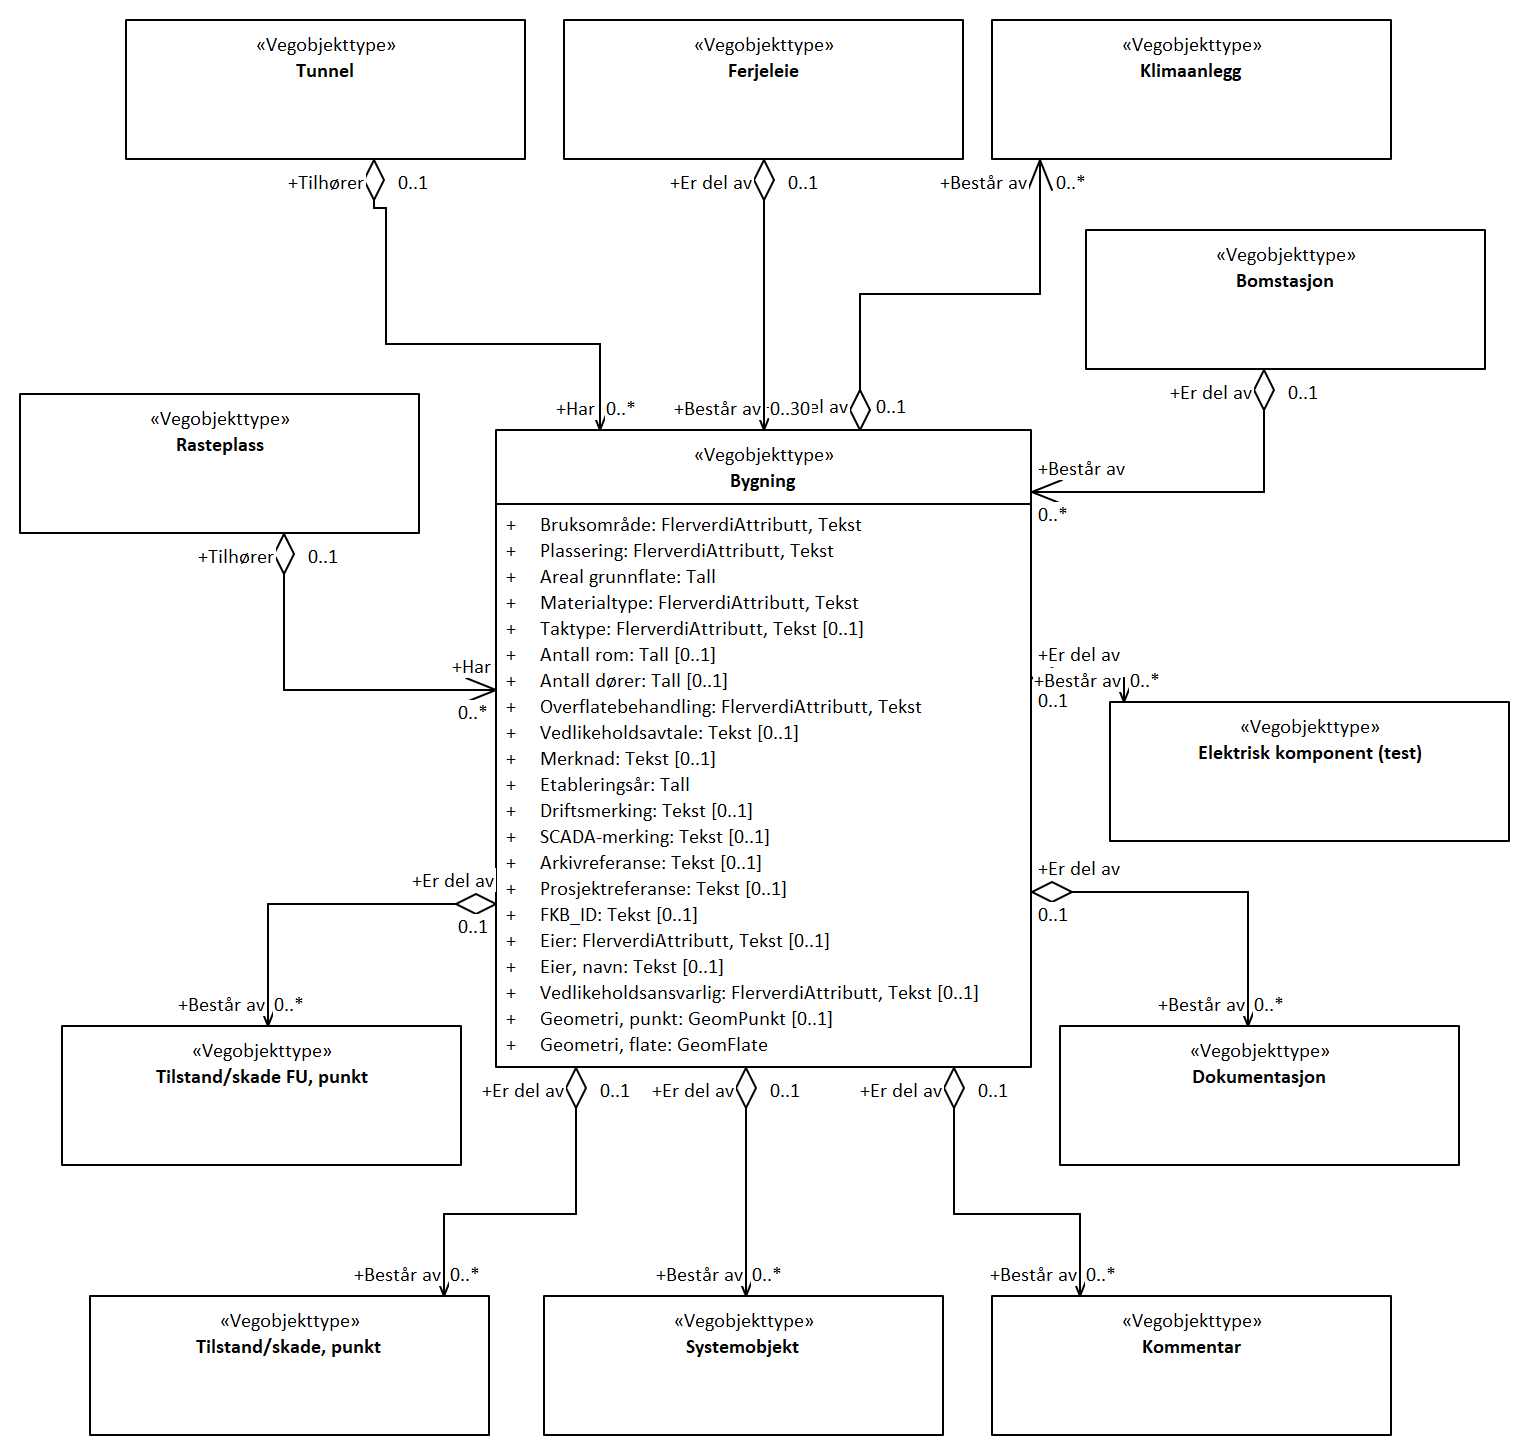 «Vegobjekttype»
Tunnel
«Vegobjekttype»
Ferjeleie
«Vegobjekttype»
Klimaanlegg
+Tilhører 0..1
+Er del av 0..1
+Består av 0..*
«Vegobjekttype»
Bomstasjon
+Er del av 0..1
«Vegobjekttype»
Rasteplass
+Tilhører 0..1
+Har 0..*
+Består av 0..30
av 0..1
+Består av
0..*
+Har
0..*
«Vegobjekttype»
Bygning
+ Bruksområde: FlerverdiAttributt, Tekst
+ Plassering: FlerverdiAttributt, Tekst
+ Areal grunnflate: Tall
+ Materialtype: FlerverdiAttributt, Tekst
+ Taktype: FlerverdiAttributt, Tekst [0..1]
+ Antall rom: Tall [0..1]
+ Antall dører: Tall [0..1]
+ Overflatebehandling: FlerverdiAttributt, Tekst
+ Vedlikeholdsavtale: Tekst [0..1]
+ Merknad: Tekst [0..1]
+ Etableringsår: Tall
+ Driftsmerking: Tekst [0..1]
+ SCADA-merking: Tekst [0..1]
+ Arkivreferanse: Tekst [0..1]
+ Prosjektreferanse: Tekst [0..1]
+ FKB_ID: Tekst [0..1]
+ Eier: FlerverdiAttributt, Tekst [0..1]
+ Eier, navn: Tekst [0..1]
+ Vedlikeholdsansvarlig: FlerverdiAttributt, Tekst [0..1]
+ Geometri, punkt: GeomPunkt [0..1]
+ Geometri, flate: GeomFlate
+Er del av
+Består av 0..*
0..1
«Vegobjekttype»
Elektrisk komponent (test)
+Er del av
0..1
+Er del av
0..1
+Består av 0..*
+Består av 0..*
«Vegobjekttype»
Tilstand/skade FU, punkt
«Vegobjekttype»
Dokumentasjon
+Er del av 0..1
+Er del av 0..1
+Er del av 0..1
+Består av 0..*
+Består av 0..*
+Består av 0..*
«Vegobjekttype»
Tilstand/skade, punkt
«Vegobjekttype»
Systemobjekt
«Vegobjekttype»
Kommentar